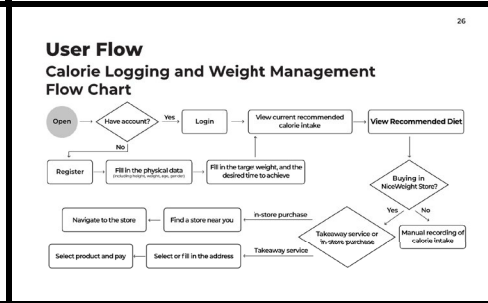 26
User Flow
Calorie Logging and Weight Management
Flow Chart
Open
Have account?
Yes
Login
View current recommended
calorie intake
View Recommended Diet
No
Register
Fill in the physical data
(including height, weight, age, gender)
Fill in the targer weight, and the
desired time to achieve
Buying in
NiceWeight Store?
Yes
No
Navigate to the store
Find a store near you
in-store purchase
Takeaway service or
in-store purchase
Manual recording of
calorie intake
Select product and pay
Select or fill in the address
Takeaway service